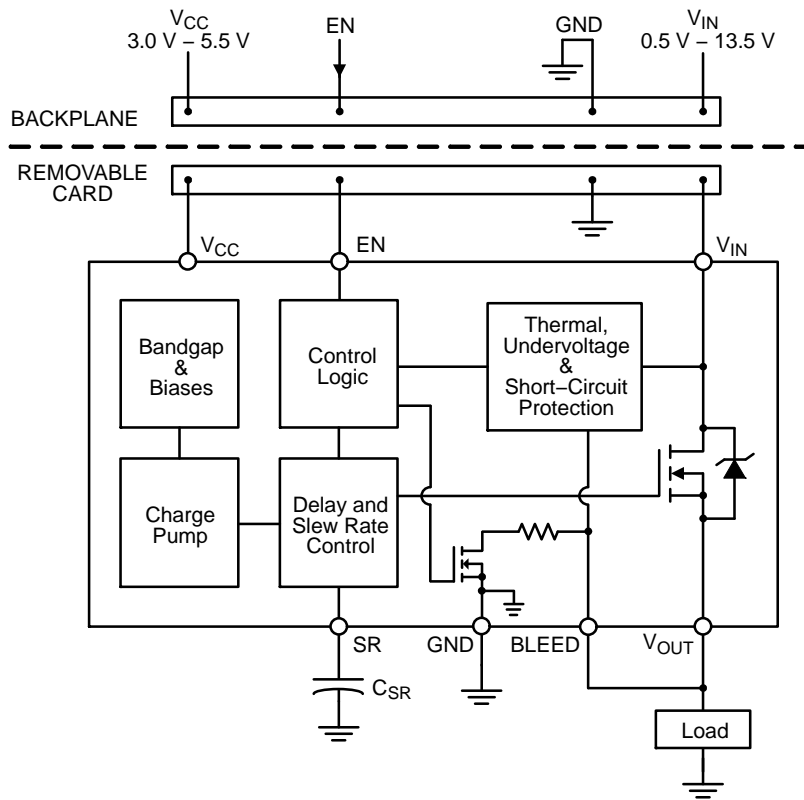 V_CC
3.0 V – 5.5 V
EN
GND
V_IN
0.5 V – 13.5 V
BACKPLANE
REMOVABLE
CARD
V_CC
EN
V_IN
Bandgap
&
Biases
Control
Logic
Thermal,
Undervoltage
&
Short−Circuit
Protection
Charge
Pump
Delay and
Slew Rate
Control
SR
GND
BLEED
V_OUT
C_SR
Load